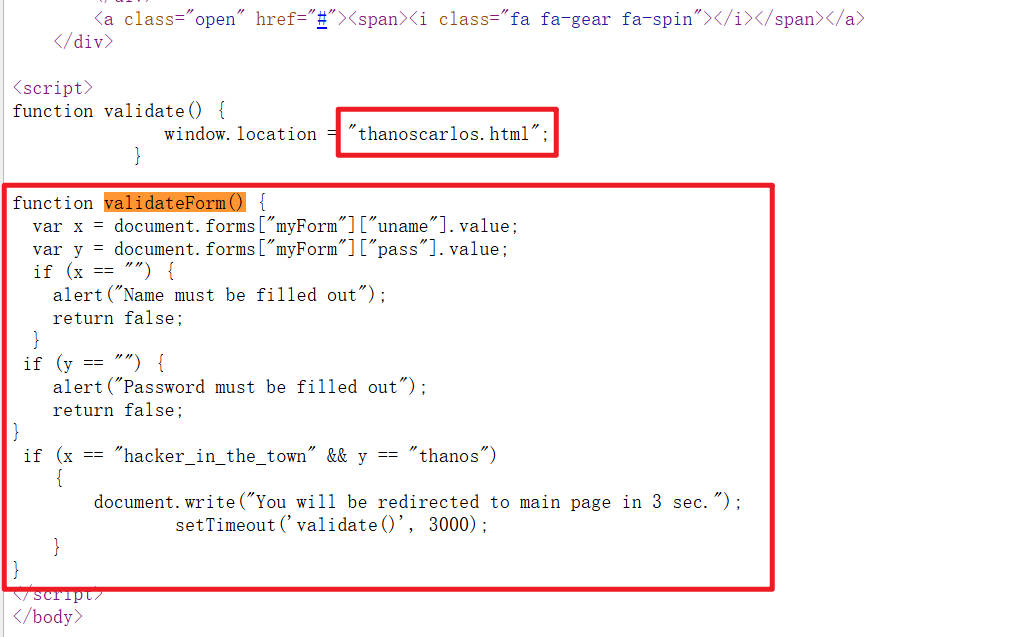 </div>
<a class="open" href="#"><span><i class="fa fa-gear fa-spin"></i></span></a>
</div>
<script>
function validate() {
window.location = "thanoscarlos.html";
}
function validateForm() {
var x = document.forms["myForm"]["uname"].value;
var y = document.forms["myForm"]["pass"].value;
if (x == "") {
alert("Name must be filled out");
return false;
}
if (y == "") {
alert("Password must be filled out");
return false;
}
if (x == "hacker_in_the_town" && y == "thanos")
{
document.write("You will be redirected to main page in 3 sec.");
setTimeout('validate()', 3000);
}
}
</script>
</body>